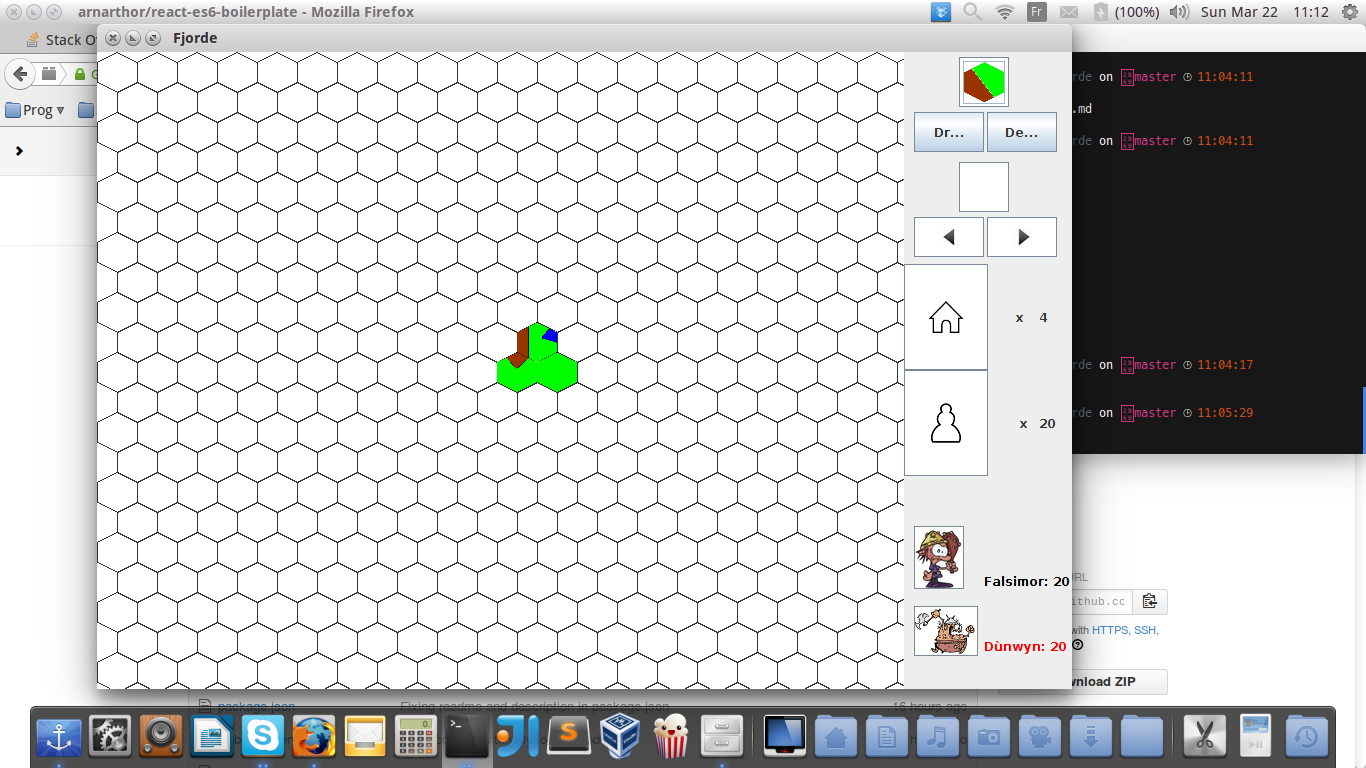 arnarthor/react-es6-boilerplate - Mozilla Firefox
Fr
(100%)
Sun Mar 22
11:12
Stack O
Fjorde
Prog
Dr...
De...
x 4
x 20
Falsimor: 20
Dùnwyn: 20
rde on master 11:04:11
.md
rde on master 11:04:11
rde on master 11:04:17
rde on master 11:05:29
URL
ithub.cc
with HTTPS, SSH,
wnload ZIP
package.json
Fixing readme and description in package.json
16 hours ago